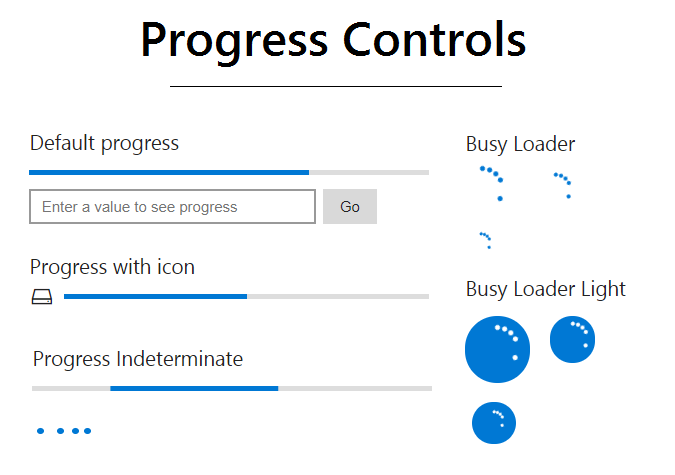 Progress Controls
Default progress
Enter a value to see progress
Go
Progress with icon
Progress Indeterminate
Busy Loader
Busy Loader Light